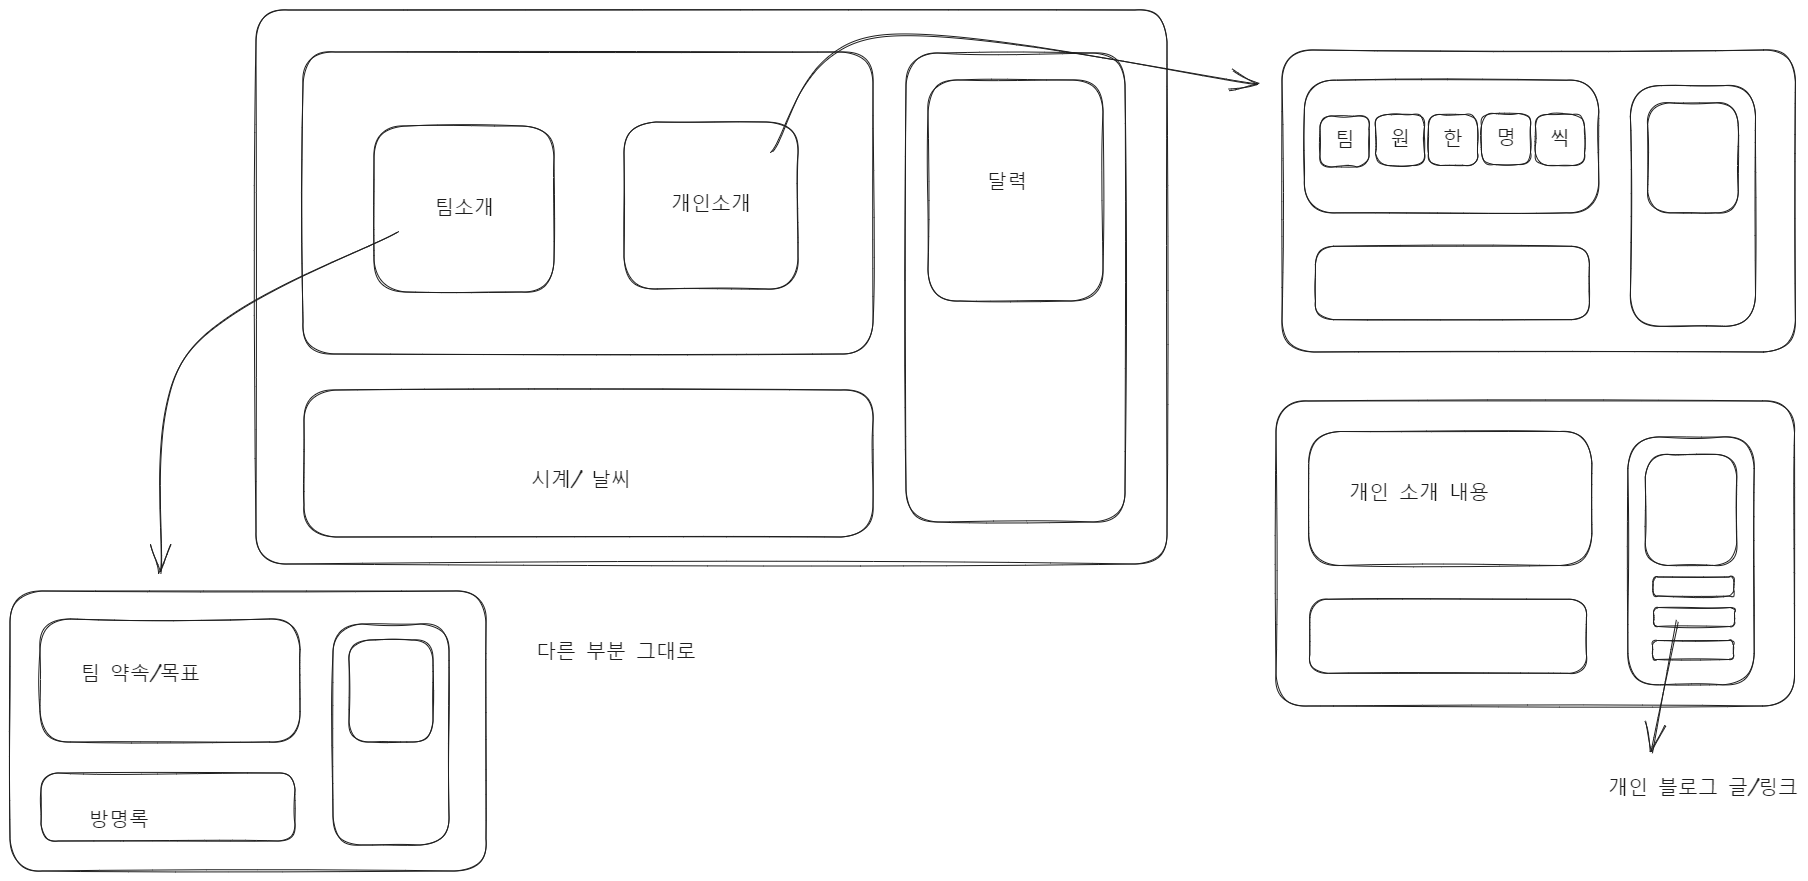 팀소개
개인소개
달력
시계/ 날씨
팀 원 한 명 씩
개인 소개 내용
개인 블로그 글/링크
다른 부분 그대로
팀 약속/목표
방명록